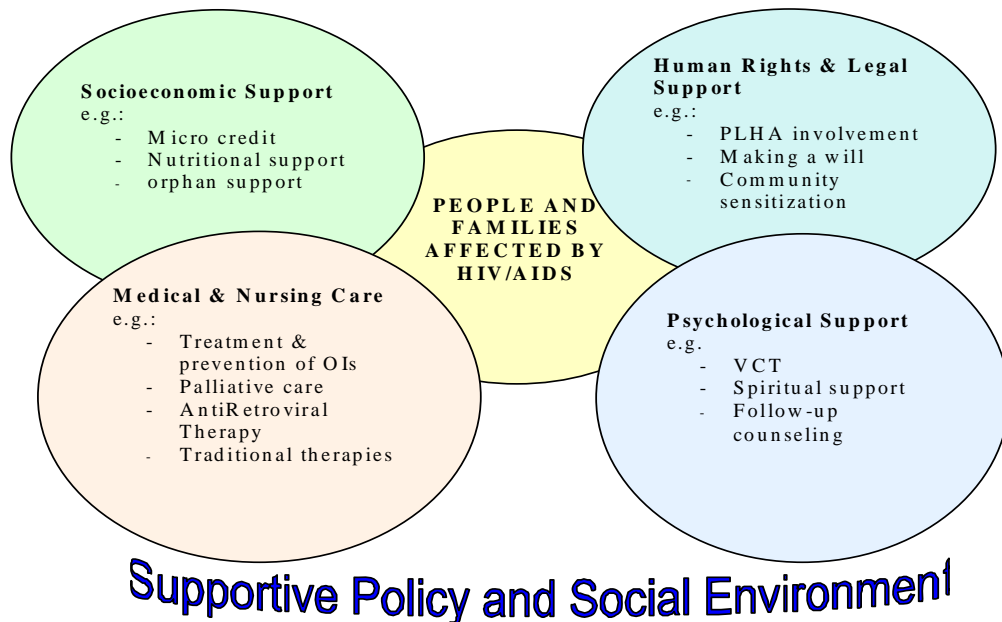 Socioeconomic Support
e.g.:
- Micro credit
- Nutritional support
- orphan support
Human Rights & Legal
Support
e.g.:
- PLHA involvement
- Making a will
- Community
sensitization
PEOPLE AND
FAMILIES
AFFECTED BY
HIV/AIDS
Medical & Nursing Care
e.g.:
- Treatment &
prevention of OIs
- Palliative care
- AntiRetroviral
Therapy
- Traditional therapies
Psychological Support
e.g.
- VCT
- Spiritual support
- Follow-up
counseling
Supportive Policy and Social Environment